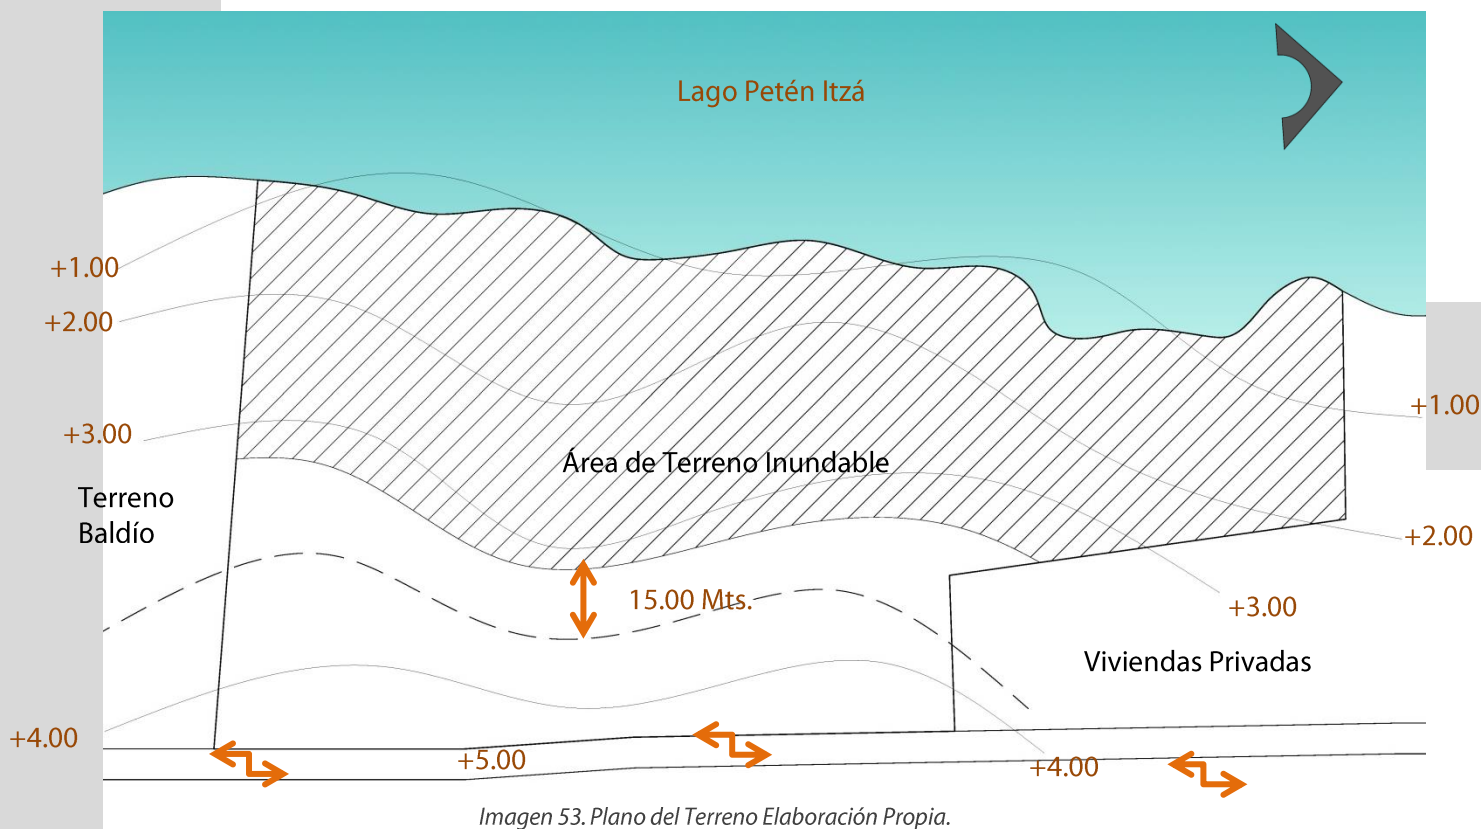 Lago Petén Itzá
+1.00
+2.00
+1.00
+3.00
Área de Terreno Inundable
Terreno
Baldío
+2.00
15.00 Mts.
+3.00
Viviendas Privadas
+4.00
+5.00
+4.00
Imagen 53. Plano del Terreno Elaboración Propia.